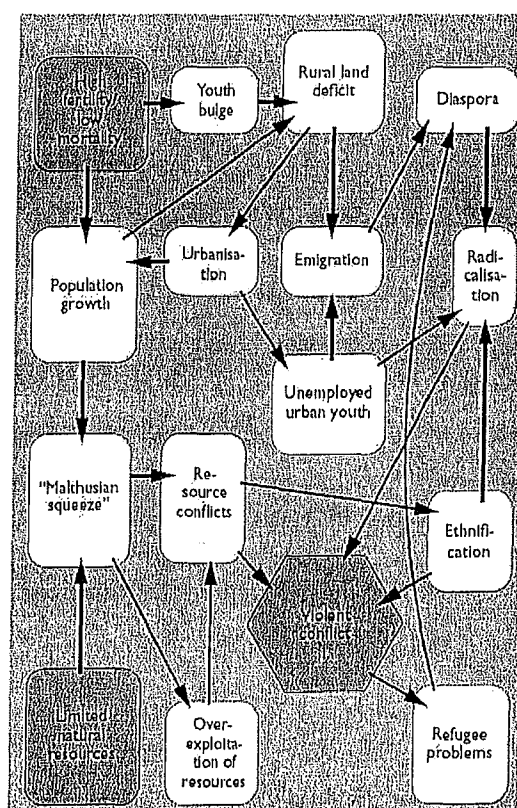 High
fertility/
low
mortality
Youth
bulge
Rural land
deficit
Diaspora
Population
growth
Urbanisa-
tion
Emigration
Radi-
calisation
Unemployed
urban youth
"Malthusian
squeeze"
Re-
source
conflicts
Ethnifi-
cation
Violent
conflict
Limited
natural
resources
Over-
exploita-
tion of
resources
Refugee
problems